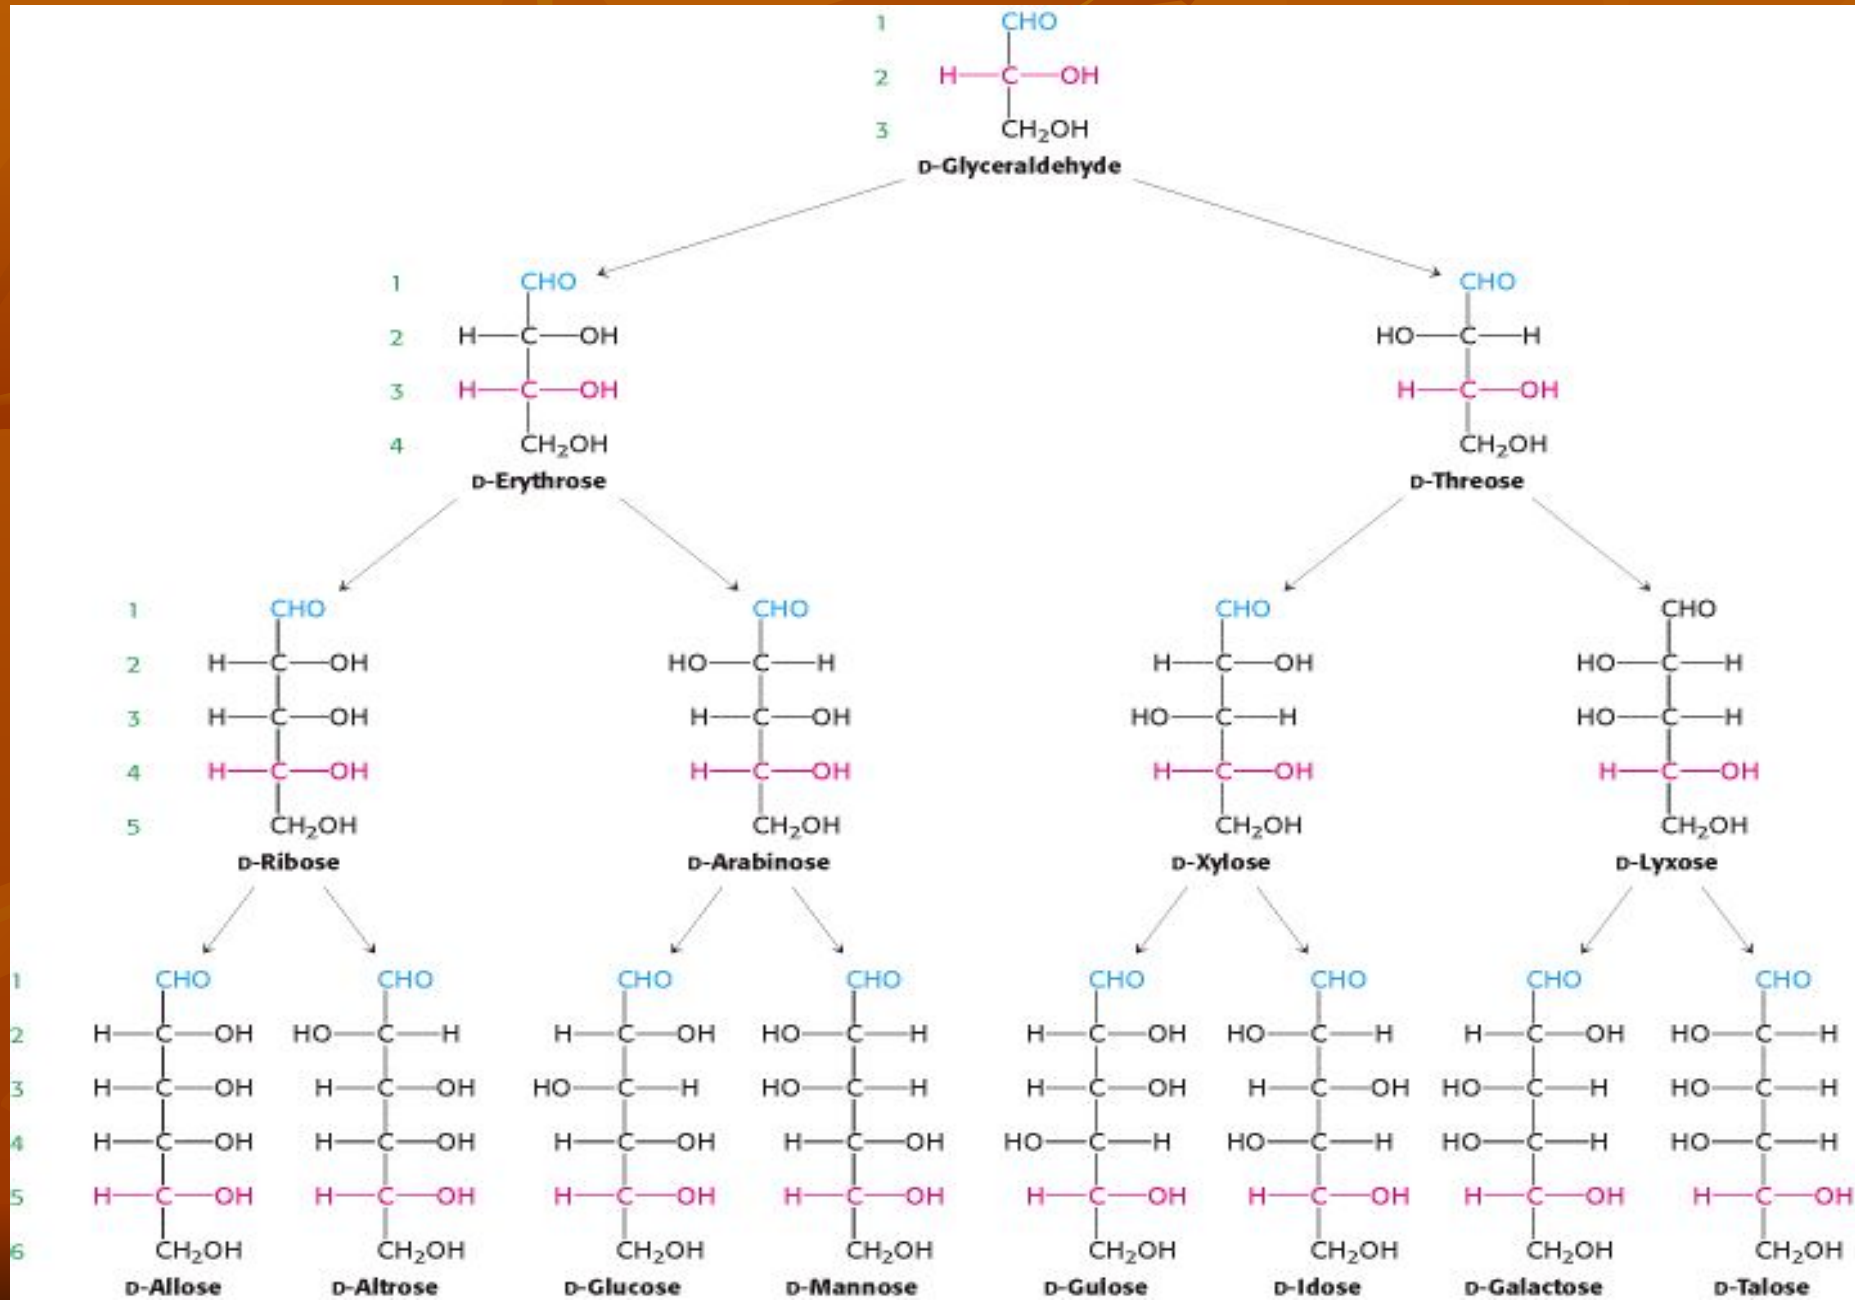 1 CHO
2 H C OH
3 CH₂OH
D-Glyceraldehyde
1 CHO CHO
2 H C OH HO C H
3 H C OH H C OH
4 CH₂OH CH₂OH
D-Erythrose D-Threose
1 CHO CHO CHO CHO
2 H C OH HO C H H C OH HO C H
3 H C OH H C OH HO C H HO C H
4 H C OH H C OH H C OH H C OH
5 CH₂OH CH₂OH CH₂OH CH₂OH
D-Ribose D-Arabinose D-Xylose D-Lyxose
1 CHO CHO CHO CHO CHO CHO CHO CHO
2 H C OH HO C H H C OH HO C H H C OH HO C H H C OH HO C H
3 H C OH H C OH HO C H HO C H H C OH H C OH HO C H HO C H
4 H C OH H C OH H C OH H C OH HO C H HO C H HO C H HO C H
5 H C OH H C OH H C OH H C OH H C OH H C OH H C OH H C OH
6 CH₂OH CH₂OH CH₂OH CH₂OH CH₂OH CH₂OH CH₂OH CH₂OH
D-Allose D-Altrose D-Glucose D-Mannose D-Gulose D-Idose D-Galactose D-Talose